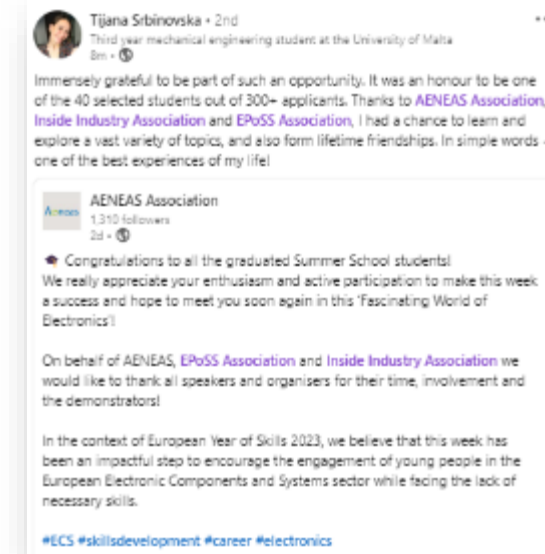 Tijana Srbinovska • 2nd
Third year mechanical engineering student at the University of Malta
8m •
Immensely grateful to be part of such an opportunity. It was an honour to be one
of the 40 selected students out of 300+ applicants. Thanks to AENEAS Association,
Inside Industry Association and EPoSS Association, I had a chance to learn and
explore a vast variety of topics, and also form lifetime friendships. In simple words -
one of the best experiences of my life!
Aeneas
AENEAS Association
1,310 followers
2d •
Congratulations to all the graduated Summer School students!
We really appreciate your enthusiasm and active participation to make this week
a success and hope to meet you soon again in this 'Fascinating World of
Electronics'!
On behalf of AENEAS, EPoSS Association and Inside Industry Association we
would like to thank all speakers and organisers for their time, involvement and
the demonstrators!
In the context of European Year of Skills 2023, we believe that this week has
been an impactful step to encourage the engagement of young people in the
European Electronic Components and Systems sector while facing the lack of
necessary skills.
#ECS #skillsdevelopment #career #electronics